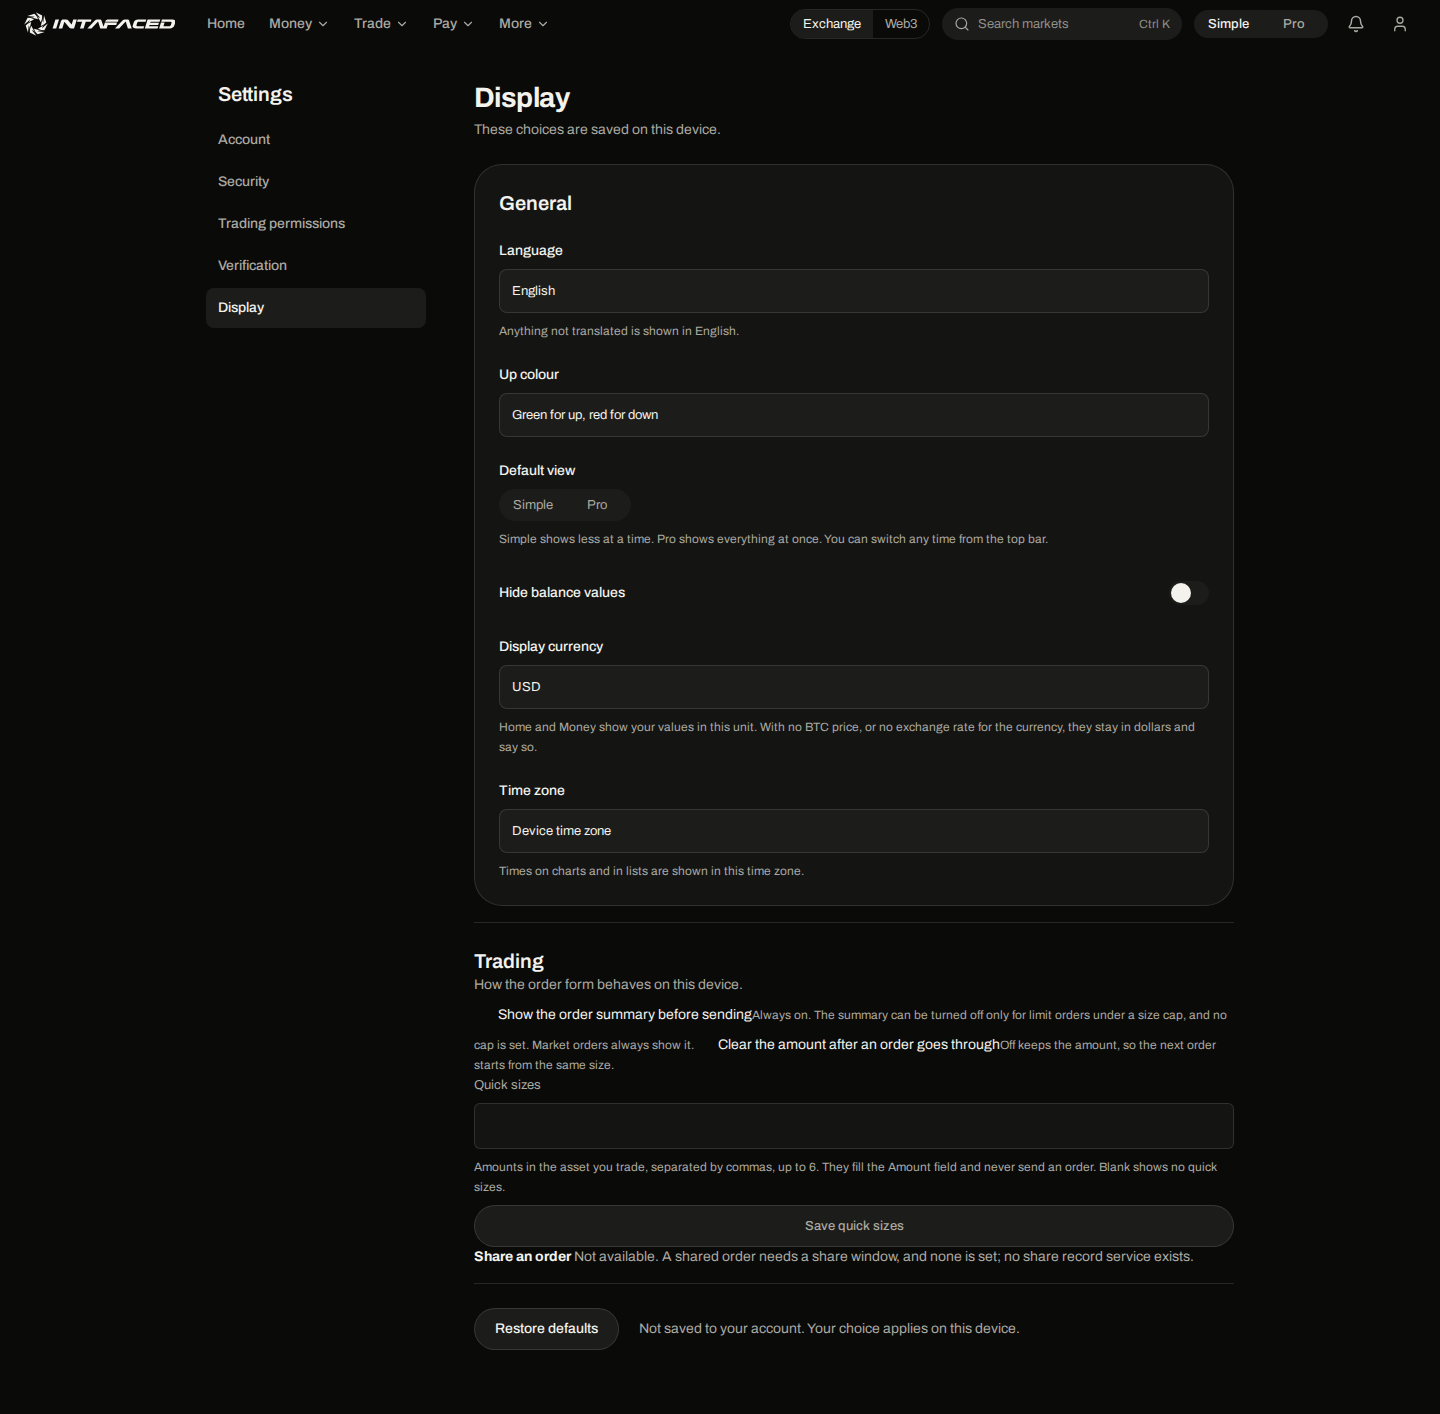 INTAFACED
Home
Money
Trade
Pay
More
Exchange
Web3
Search markets
Ctrl K
Simple
Pro
Settings
Account
Security
Trading permissions
Verification
Display
Display
These choices are saved on this device.
General
Language
English
Anything not translated is shown in English.
Up colour
Green for up, red for down
Default view
Simple
Pro
Simple shows less at a time. Pro shows everything at once. You can switch any time from the top bar.
Hide balance values
Display currency
USD
Home and Money show your values in this unit. With no BTC price, or no exchange rate for the currency, they stay in dollars and
say so.
Time zone
Device time zone
Times on charts and in lists are shown in this time zone.
Trading
How the order form behaves on this device.
Show the order summary before sendingAlways on. The summary can be turned off only for limit orders under a size cap, and no
cap is set. Market orders always show it. Clear the amount after an order goes throughOff keeps the amount, so the next order
starts from the same size.
Quick sizes
Amounts in the asset you trade, separated by commas, up to 6. They fill the Amount field and never send an order. Blank shows no quick
sizes.
Save quick sizes
Share an order Not available. A shared order needs a share window, and none is set; no share record service exists.
Restore defaults
Not saved to your account. Your choice applies on this device.